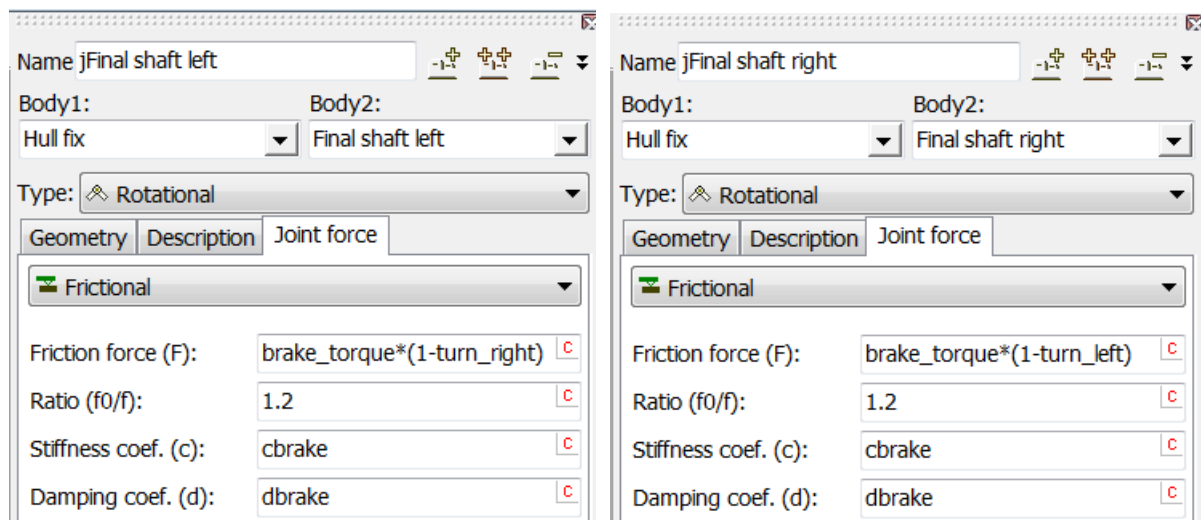 Name jFinal shaft left
Body1: Body2:
Hull fix Final shaft left
Type: Rotational
Geometry Description Joint force
Frictional
Friction force (F): brake_torque*(1-turn_right) C
Ratio (f0/f): 1.2 C
Stiffness coef. (c): cbrake C
Damping coef. (d): dbrake C
Name jFinal shaft right
Body1: Body2:
Hull fix Final shaft right
Type: Rotational
Geometry Description Joint force
Frictional
Friction force (F): brake_torque*(1-turn_left) C
Ratio (f0/f): 1.2 C
Stiffness coef. (c): cbrake C
Damping coef. (d): dbrake C